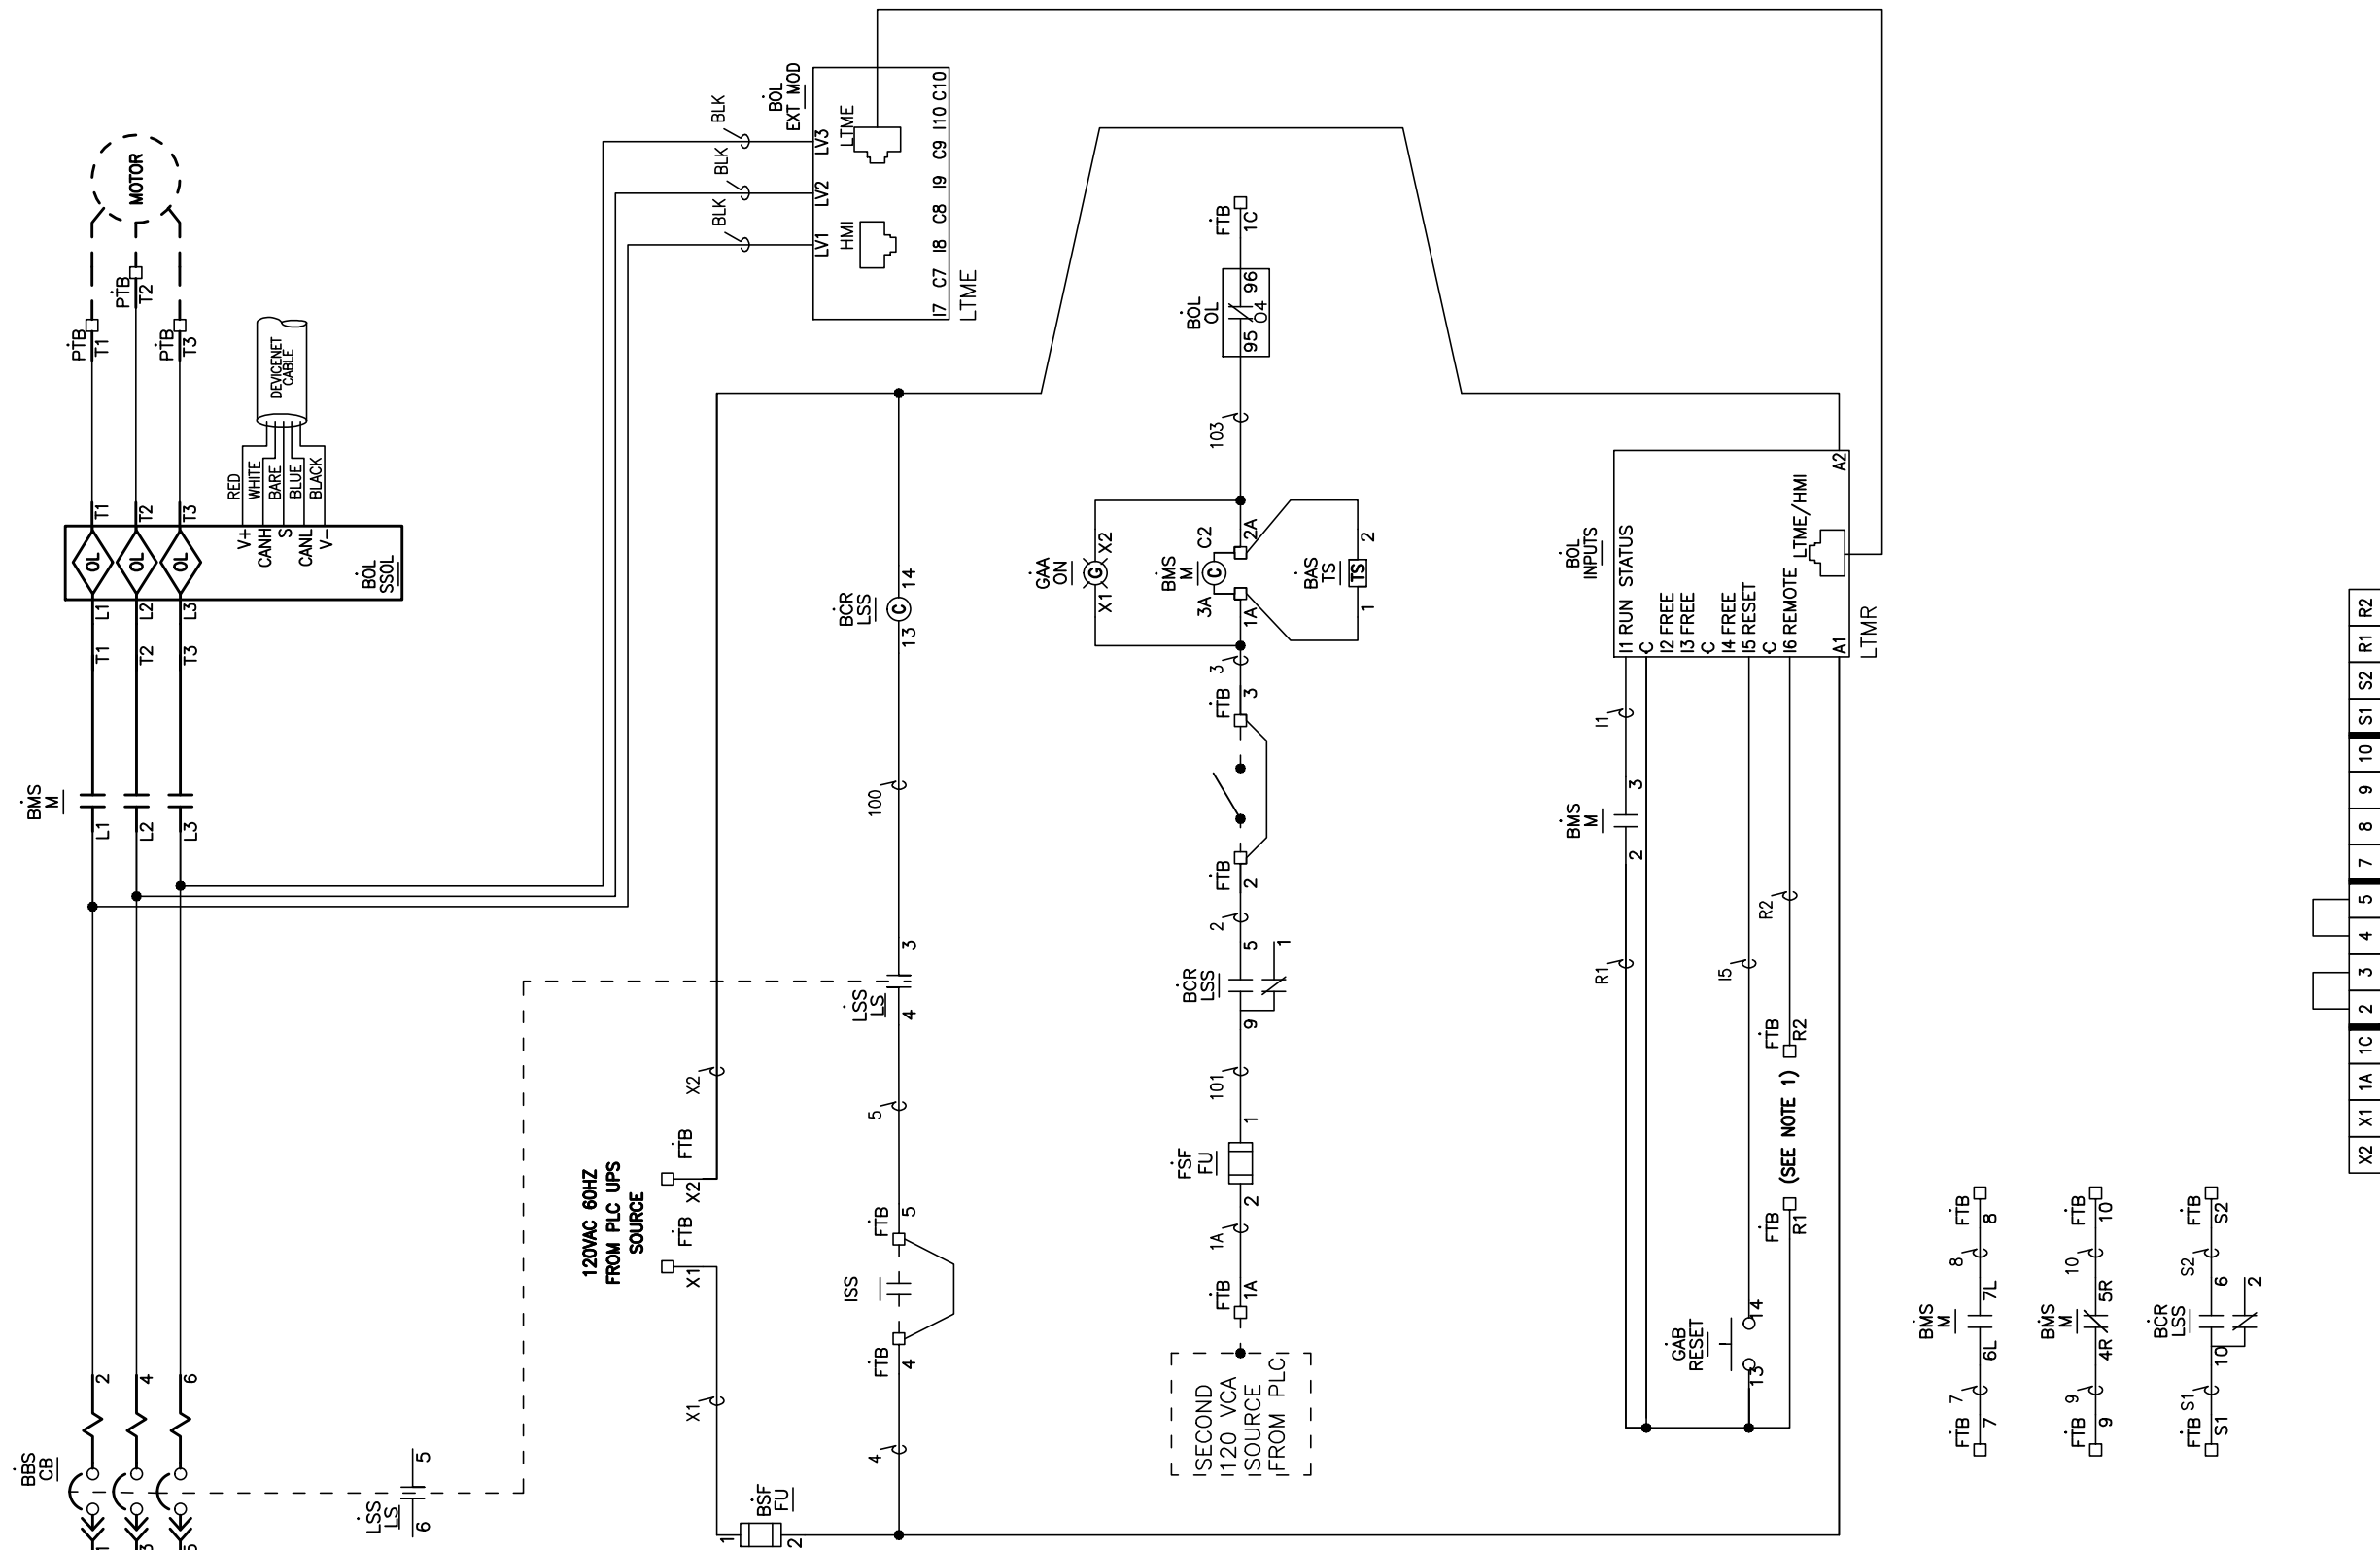 MOTOR
PTB
T1
PTB
T2
PTB
T3
DEVICENET
CABLE
RED
WHITE
BARE
BLUE
BLACK
T1
T2
T3
V+
CANH
S
CANL
V-
OL
OL
OL
BOL
SSOL
L1
L2
L3
T1
T2
T3
BMS
M
L1
L2
L3
2
4
6
BBS
CB
1
3
5
LSS
LS
5
6
BLK
BLK
BLK
BOL
EXT MOD
LV3
LV2
LV1
LTME
HMI
I7 C7 I8 C8 I9 C9 I10 C10
LTME
BCR
LSS
14
13
100
3
LSS
LS
4
5
FTB
5
ISS
FTB
4
4
X2
FTB
X2
120VAC 60HZ
FROM PLC UPS
SOURCE
FTB
X1
X1
1
BSF
FU
2
FTB
1C
BOL
OL
96
O4
95
103
GAA
ON
X2
G
X1
BMS
M
C2
2A
C
3A
1A
BAS
TS
TS
2
1
3
FTB
3
FTB
2
2
BCR
LSS
5
1
9
101
1
FSF
FU
2
1A
FTB
1A
SECOND
120 VCA
SOURCE
FROM PLC
BOL
INPUTS
I1 RUN STATUS
C
I2 FREE
I3 FREE
C
I4 FREE
I5 RESET
C
I6 REMOTE
LTME/HMI
A2
A1
LTMR
I1
BMS
M
3
2
R1
I5
R2
FTB
R2
(SEE NOTE 1)
FTB
R1
GAB
RESET
14
13
FTB
8
8
BMS
M
7L
6L
7
FTB
7
FTB
10
10
BMS
M
5R
4R
9
FTB
9
FTB
S2
S2
BCR
LSS
6
2
10
S1
FTB
S1
X2 X1 1A 1C 2 3 4 5 7 8 9 10 S1 S2 R1 R2